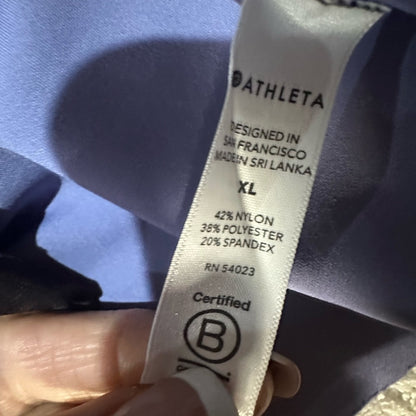 ATHLETA
DESIGNED IN
SAN FRANCISCO
MADE IN SRI LANKA
XL
42% NYLON
38% POLYESTER
20% SPANDEX
RN 54023
Certified
B